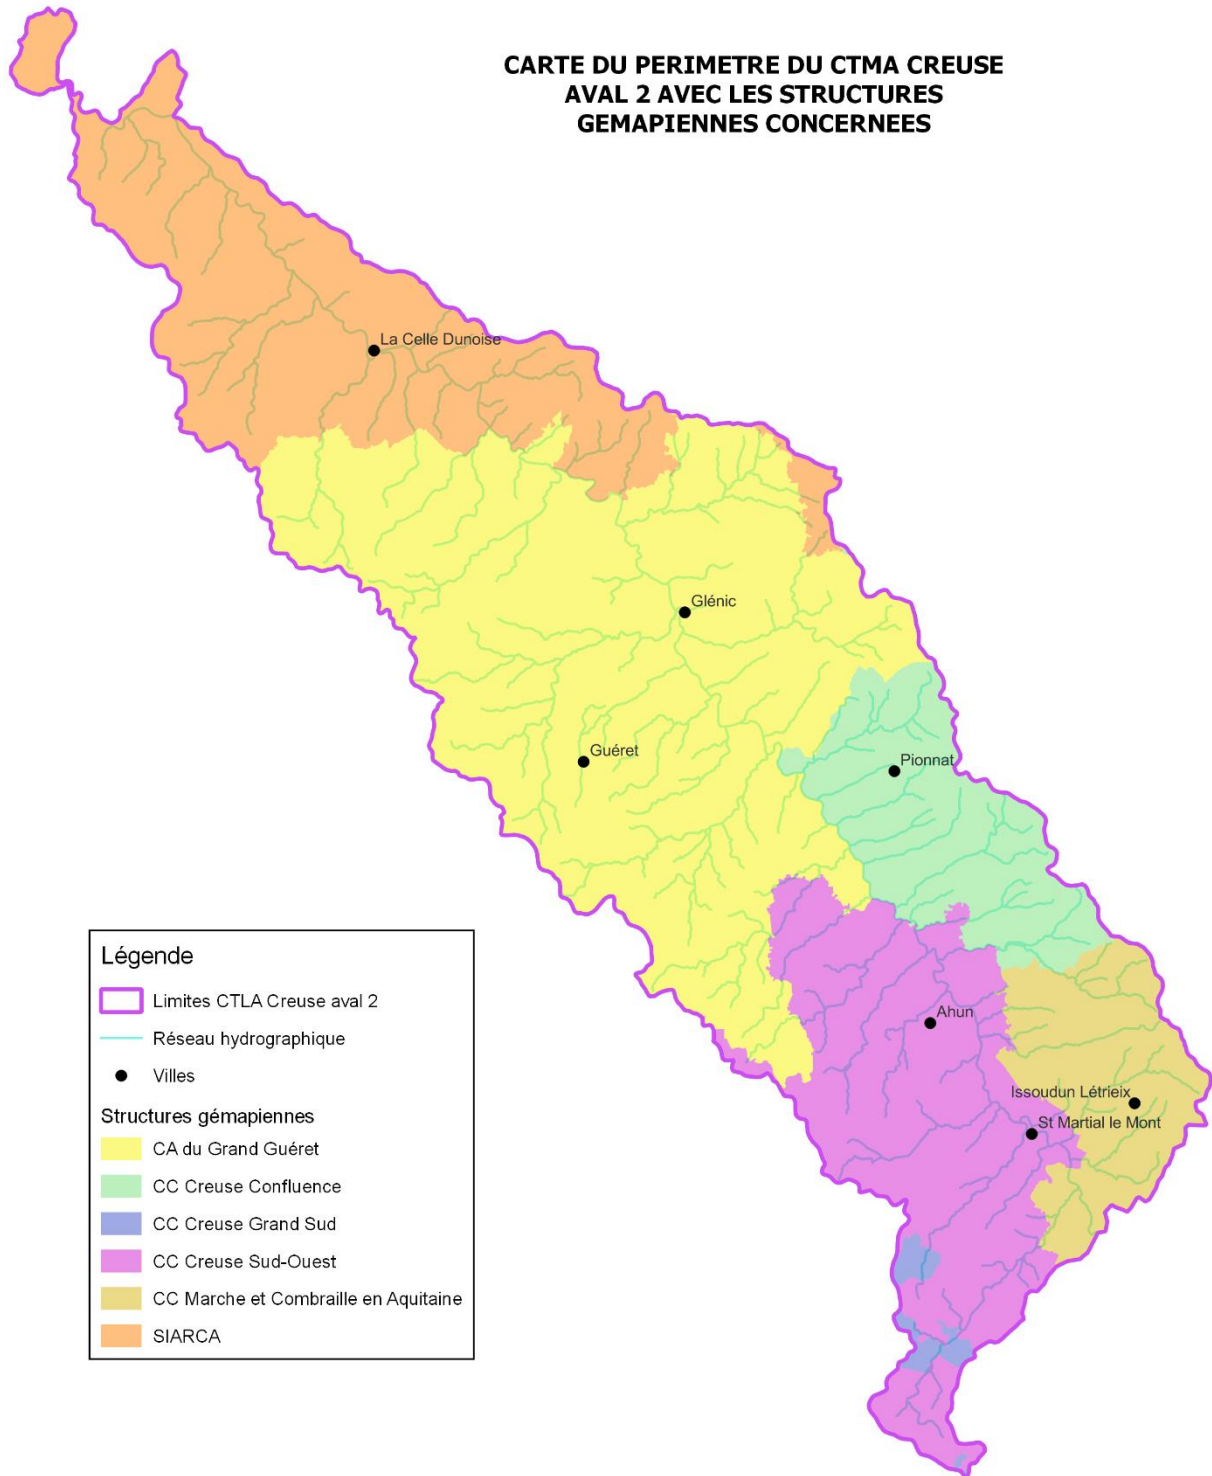 CARTE DU PERIMETRE DU CTMA CREUSE
AVAL 2 AVEC LES STRUCTURES
GEMAPIENNES CONCERNEES
La Celle Dunoise
Glénic
Guéret
Pionnat
Ahun
Issoudun Létrieix
St Martial le Mont
Légende
Limites CTLA Creuse aval 2
Réseau hydrographique
Villes
Structures gémapiennes
CA du Grand Guéret
CC Creuse Confluence
CC Creuse Grand Sud
CC Creuse Sud-Ouest
CC Marche et Combraille en Aquitaine
SIARCA